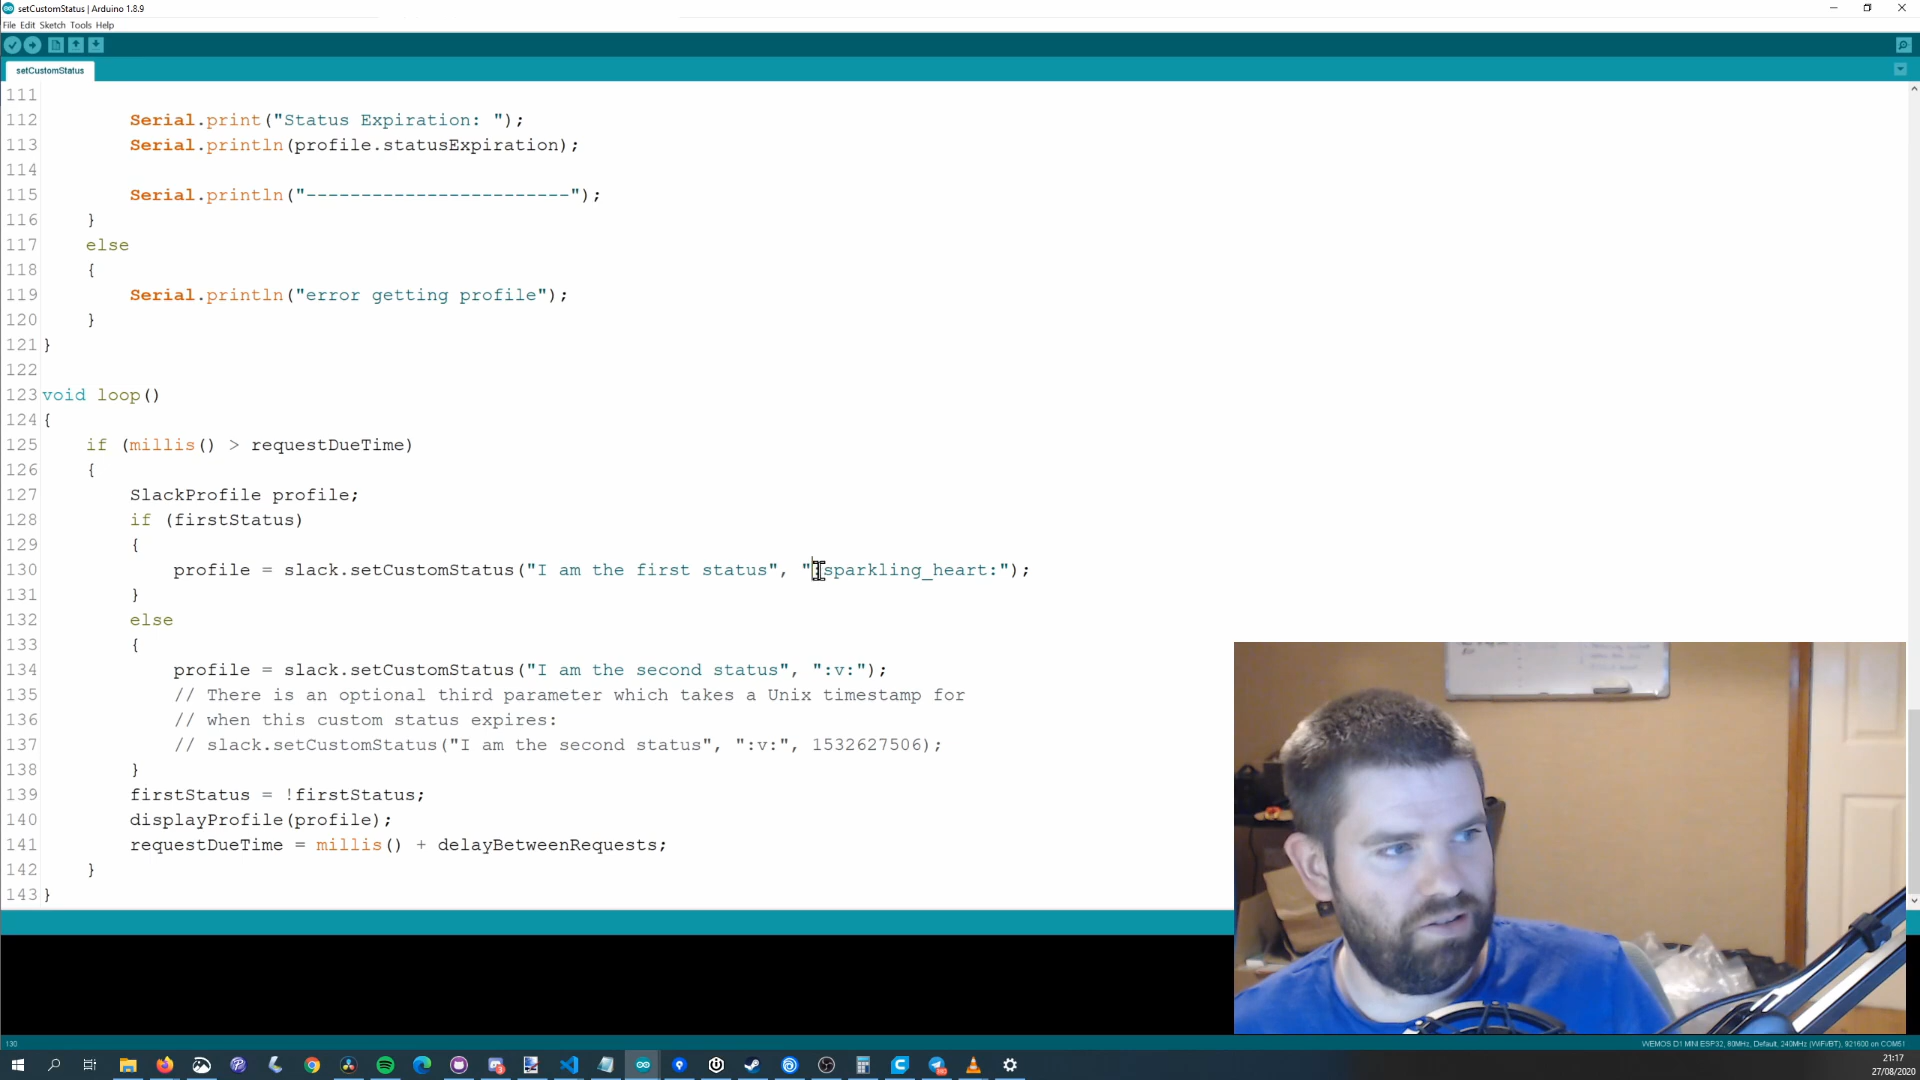 setCustomStatus | Arduino 1.8.9
File Edit Sketch Tools Help
setCustomStatus
111
112 Serial.print("Status Expiration: ");
113 Serial.println(profile.statusExpiration);
114
115 Serial.println("------------------------");
116 }
117 else
118 {
119 Serial.println("error getting profile");
120 }
121 }
122
123 void loop()
124 {
125 if (millis() > requestDueTime)
126 {
127 SlackProfile profile;
128 if (firstStatus)
129 {
130 profile = slack.setCustomStatus("I am the first status", ":sparkling_heart:");
131 }
132 else
133 {
134 profile = slack.setCustomStatus("I am the second status", ":v:");
135 // There is an optional third parameter which takes a Unix timestamp for
136 // when this custom status expires:
137 // slack.setCustomStatus("I am the second status", ":v:", 1532627506);
138 }
139 firstStatus = !firstStatus;
140 displayProfile(profile);
141 requestDueTime = millis() + delayBetweenRequests;
142 }
143 }
130
WEMOS D1 MINI ESP32, 80MHz, Default, 240MHz (WiFi/BT), 921600 on COM51
21:17
27/08/2020